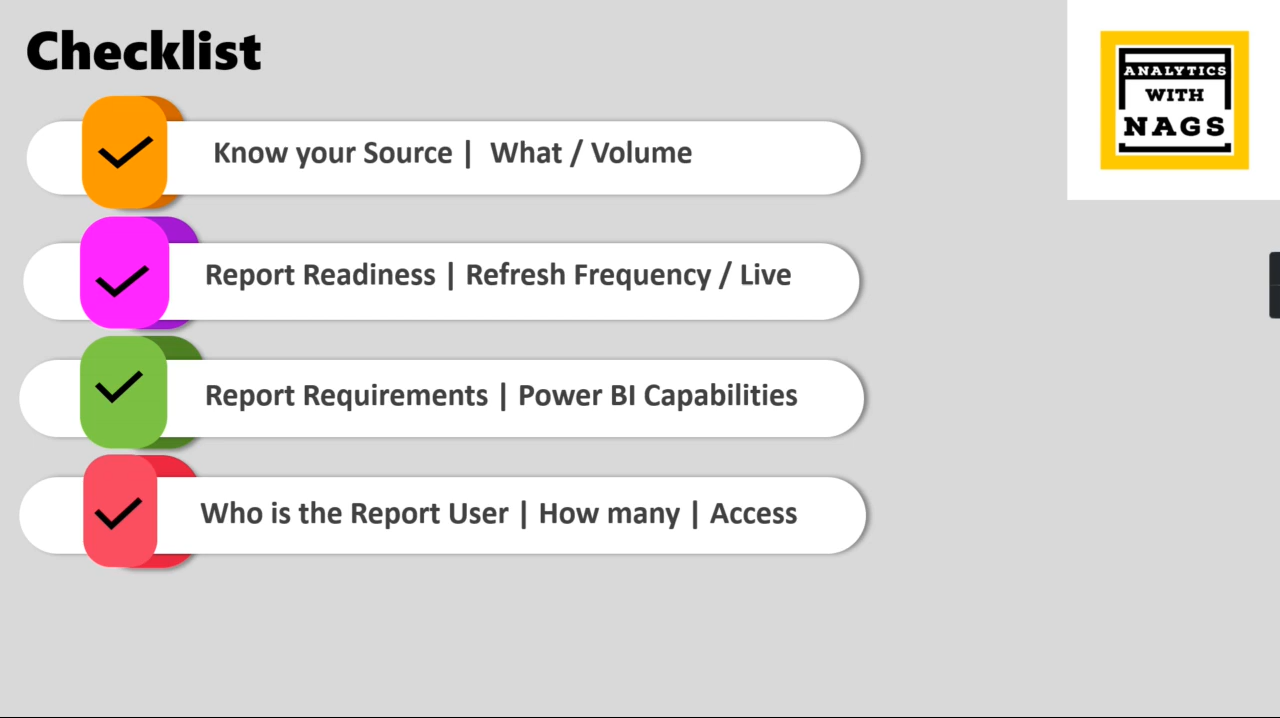 Checklist
ANALYTICS
WITH
NAGS
Know your Source | What / Volume
Report Readiness | Refresh Frequency / Live
Report Requirements | Power BI Capabilities
Who is the Report User | How many | Access